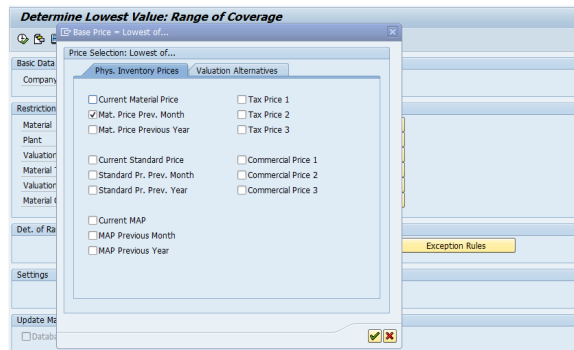 Determine Lowest Value: Range of Coverage
Base Price = Lowest of...
Price Selection: Lowest of...
Basic Data
Phys. Inventory Prices
Valuation Alternatives
Company
Current Material Price
Tax Price 1
Restriction
Mat. Price Prev. Month
Tax Price 2
Material
Mat. Price Previous Year
Tax Price 3
Plant
Valuation
Current Standard Price
Commercial Price 1
Material
Standard Pr. Prev. Month
Commercial Price 2
Valuation
Standard Pr. Prev. Year
Commercial Price 3
Material
Current MAP
Det. of Ra
MAP Previous Month
MAP Previous Year
Exception Rules
Settings
Update Ma
Databa